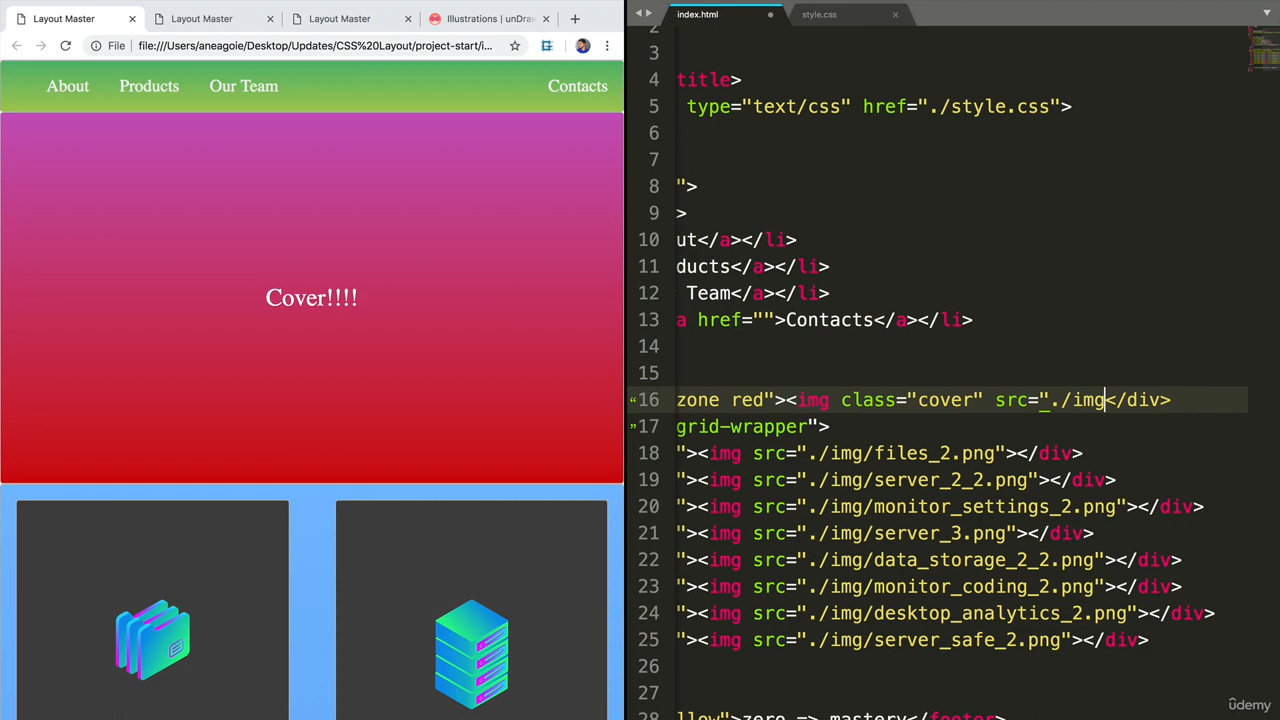 Layout Master
Layout Master
Layout Master
Illustrations | unDraw
File
file:///Users/aneagoie/Desktop/Updates/CSS%20Layout/project-start/i...
About
Products
Our Team
Contacts
Cover!!!!
index.html
style.css
2
3
4 title>
5 type="text/css" href="./style.css">
6
7
8 ">
9 >
10 ut</a></li>
11 ducts</a></li>
12 Team</a></li>
13 a href="">Contacts</a></li>
14
15
16 zone red"><img class="cover" src="./img</div>
17 grid-wrapper">
18 "><img src="./img/files_2.png"></div>
19 "><img src="./img/server_2_2.png"></div>
20 "><img src="./img/monitor_settings_2.png"></div>
21 "><img src="./img/server_3.png"></div>
22 "><img src="./img/data_storage_2_2.png"></div>
23 "><img src="./img/monitor_coding_2.png"></div>
24 "><img src="./img/desktop_analytics_2.png"></div>
25 "><img src="./img/server_safe_2.png"></div>
26
27
28 llow">zero => mastery</footer>
ûdemy